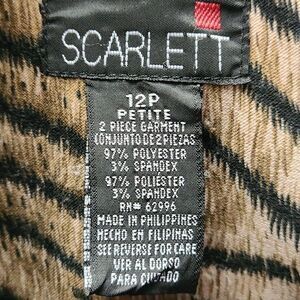 SCARLETT
12P
PETITE
2 PIECE GARMENT
CONJUNTO DE 2 PIEZAS
97% POLYESTER
3% SPANDEX
97% POLIÉSTER
3% SPANDEX
RN# 62996
MADE IN PHILIPPINES
HECHO EN FILIPINAS
SEE REVERSE FOR CARE
VER AL DORSO
PARA CUIDADO